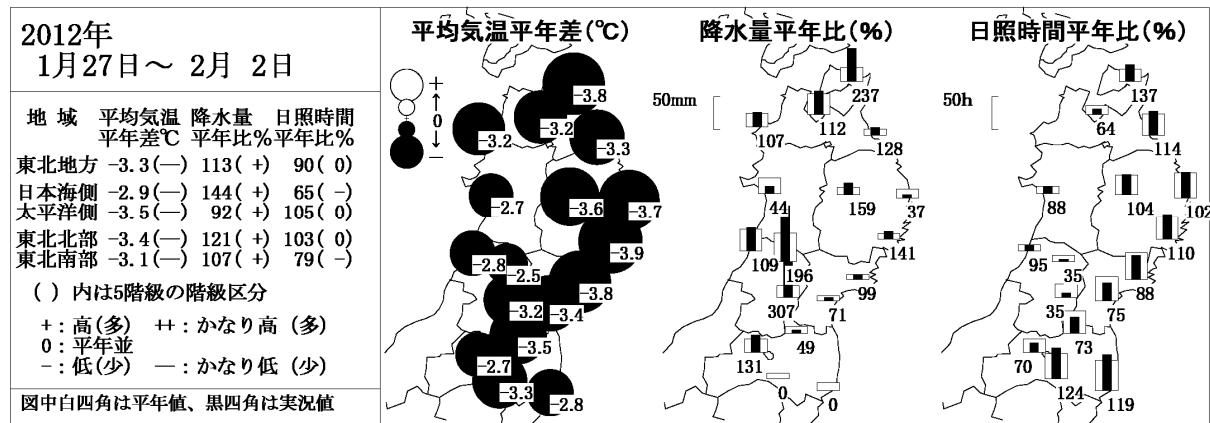 2012年
1月27日～ 2月 2日
地 域 平均気温 降水量 日照時間
平年差℃ 平年比% 平年比%
東北地方 −3.3(―) 113( +) 90( 0)
日本海側 −2.9(―) 144( +) 65( −)
太平洋側 −3.5(―) 92( +) 105( 0)
東北北部 −3.4(―) 121( +) 103( 0)
東北南部 −3.1(―) 107( +) 79( −)
( ) 内は5階級の階級区分
+：高(多) ++：かなり高 (多)
0：平年並
−：低(少) ―：かなり低 (少)
図中白四角は平年値、黒四角は実況値
平均気温平年差(℃)
+
↑
0
↓
−
−3.8
−3.2
−3.2
−3.3
−2.7
−3.6
−3.7
−3.9
−2.8
−2.5
−3.8
−3.2
−3.4
−3.5
−2.7
−3.3
−2.8
降水量平年比(%)
50mm
237
112
107
128
44
159
37
141
109
196
99
307
71
49
131
0
0
日照時間平年比(%)
50h
137
64
114
88
104
102
110
95
35
88
35
75
73
70
124
119